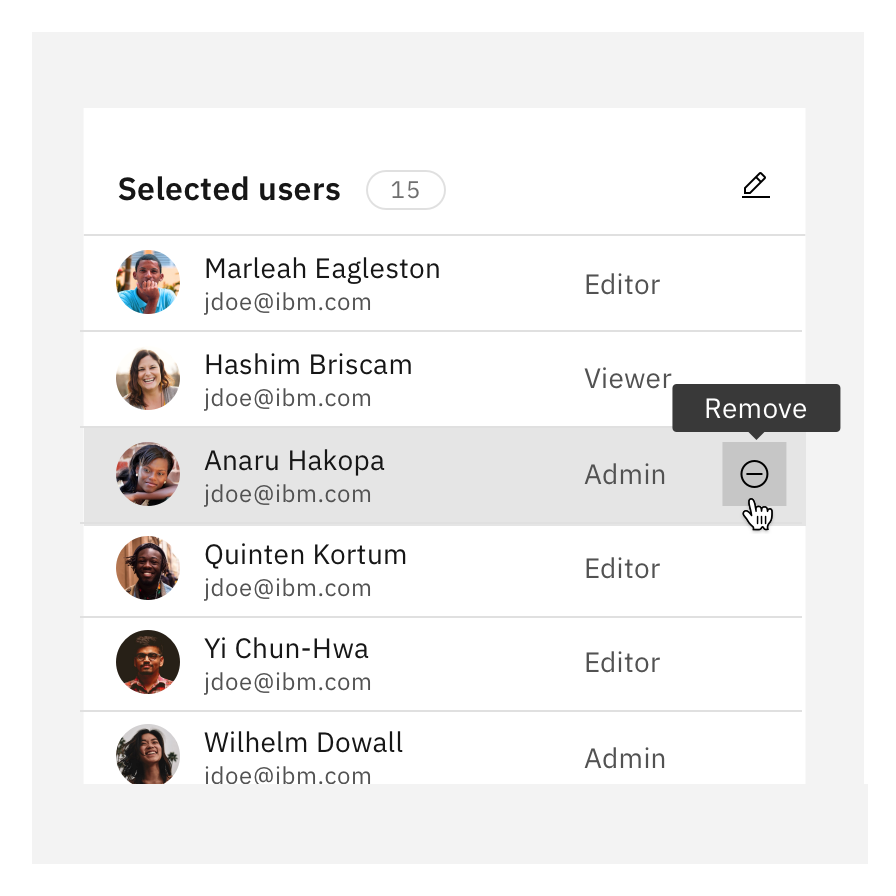 Selected users 15
Marleah Eagleston
jdoe@ibm.com
Editor
Hashim Briscam
jdoe@ibm.com
Viewer
Remove
Anaru Hakopa
jdoe@ibm.com
Admin
Quinten Kortum
jdoe@ibm.com
Editor
Yi Chun-Hwa
jdoe@ibm.com
Editor
Wilhelm Dowall
jdoe@ibm.com
Admin